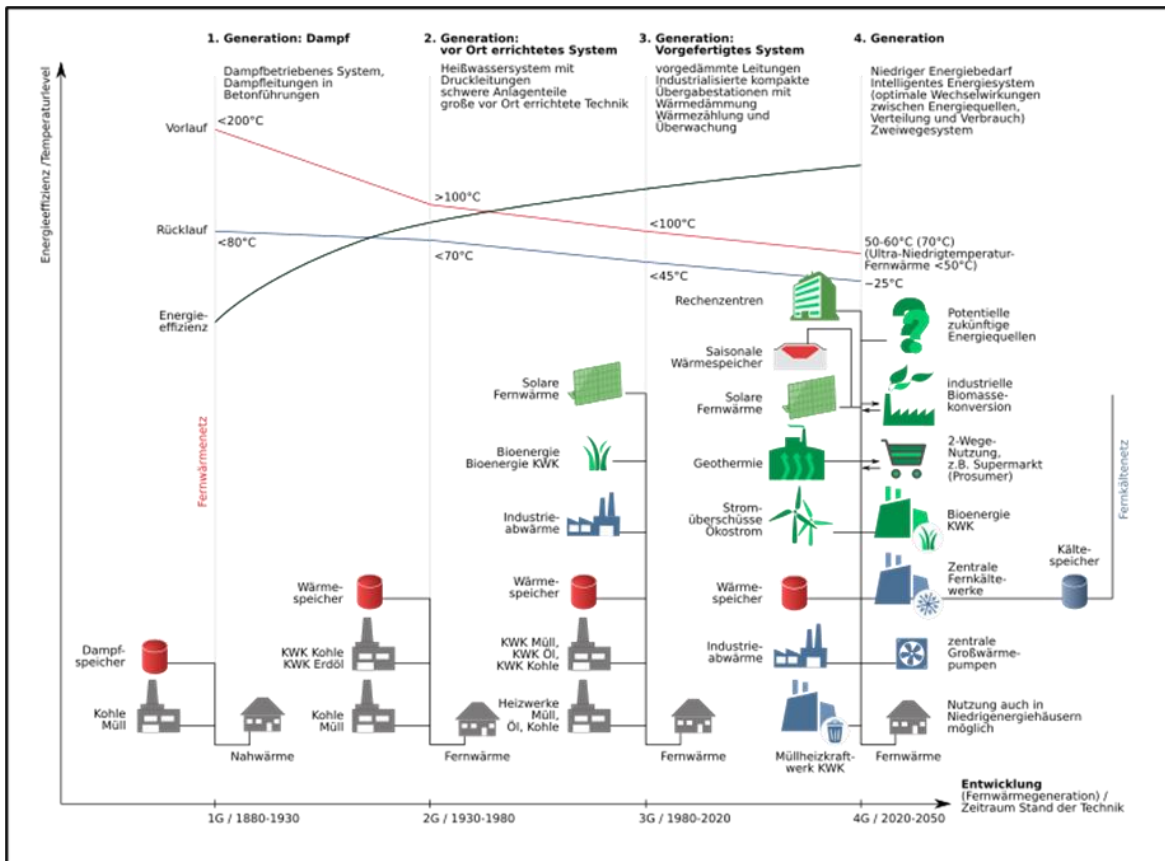 1. Generation: Dampf
Dampfbetriebenes System,
Dampfleitungen in
Betonführungen
2. Generation:
vor Ort errichtetes System
Heißwassersystem mit
Druckleitungen
schwere Anlagenteile
große vor Ort errichtete Technik
3. Generation:
Vorgefertigtes System
vorgedämmte Leitungen
Industrialisierte kompakte
Übergabestationen mit
Wärmedämmung
Wärmezählung und
Überwachung
4. Generation
Niedriger Energiebedarf
Intelligentes Energiesystem
(optimale Wechselwirkungen
zwischen Energiequellen,
Verteilung und Verbrauch)
Zweiwegesystem
Energieeffizienz /Temperaturlevel
Vorlauf
<200°C
>100°C
<100°C
50-60°C (70°C)
(Ultra-Niedrigtemperatur-
Fernwärme <50°C)
Rücklauf
<80°C
<70°C
<45°C
~25°C
Energie-
effizienz
Fernwärmenetz
Dampf-
speicher
Kohle
Müll
Nahwärme
Wärme-
speicher
KWK Kohle
KWK Erdöl
Kohle
Müll
Fernwärme
Solare
Fernwärme
Bioenergie
Bioenergie KWK
Industrie-
abwärme
Wärme-
speicher
KWK Müll,
KWK Öl,
KWK Kohle
Heizwerke
Müll,
Öl, Kohle
Fernwärme
Rechenzentren
Saisonale
Wärmespeicher
Solare
Fernwärme
Geothermie
Strom-
überschüsse
Ökostrom
Wärme-
speicher
Industrie-
abwärme
Müllheizkraft-
werk KWK
Potentielle
zukünftige
Energiequellen
industrielle
Biomasse-
konversion
2-Wege-
Nutzung,
z.B. Supermarkt
(Prosumer)
Bioenergie
KWK
Zentrale
Fernkälte-
werke
zentrale
Großwärme-
pumpen
Nutzung auch in
Niedrigenergiehäusern
möglich
Fernwärme
Kälte-
speicher
Fernkältenetz
1G / 1880-1930
2G / 1930-1980
3G / 1980-2020
4G / 2020-2050
Entwicklung
(Fernwärmegeneration) /
Zeitraum Stand der Technik